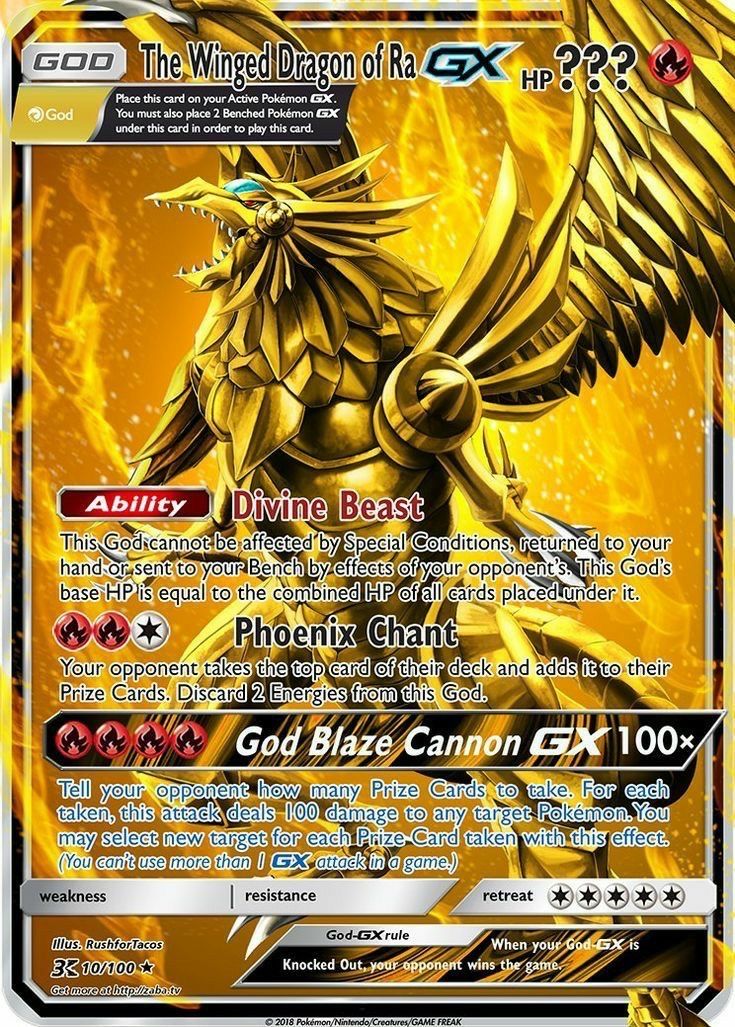 GOD
The Winged Dragon of Ra GX HP ???
God
Place this card on your Active Pokémon GX.
You must also place 2 Benched Pokémon GX
under this card in order to play this card.
Ability Divine Beast
This God cannot be affected by Special Conditions, returned to your
hand or sent to your Bench by effects of your opponent's. This God's
base HP is equal to the combined HP of all cards placed under it.
Phoenix Chant
Your opponent takes the top card of their deck and adds it to their
Prize Cards. Discard 2 Energies from this God.
God Blaze Cannon GX 100×
Tell your opponent how many Prize Cards to take. For each
taken, this attack deals 100 damage to any target Pokémon. You
may select new target for each Prize Card taken with this effect.
(You can't use more than 1 GX attack in a game.)
weakness resistance retreat
God-GX rule
When your God-GX is
Knocked Out, your opponent wins the game.
Illus. RushforTacos
10/100 ★
Get more at http://zaba.tv
© 2018 Pokémon/Nintendo/Creatures/GAME FREAK